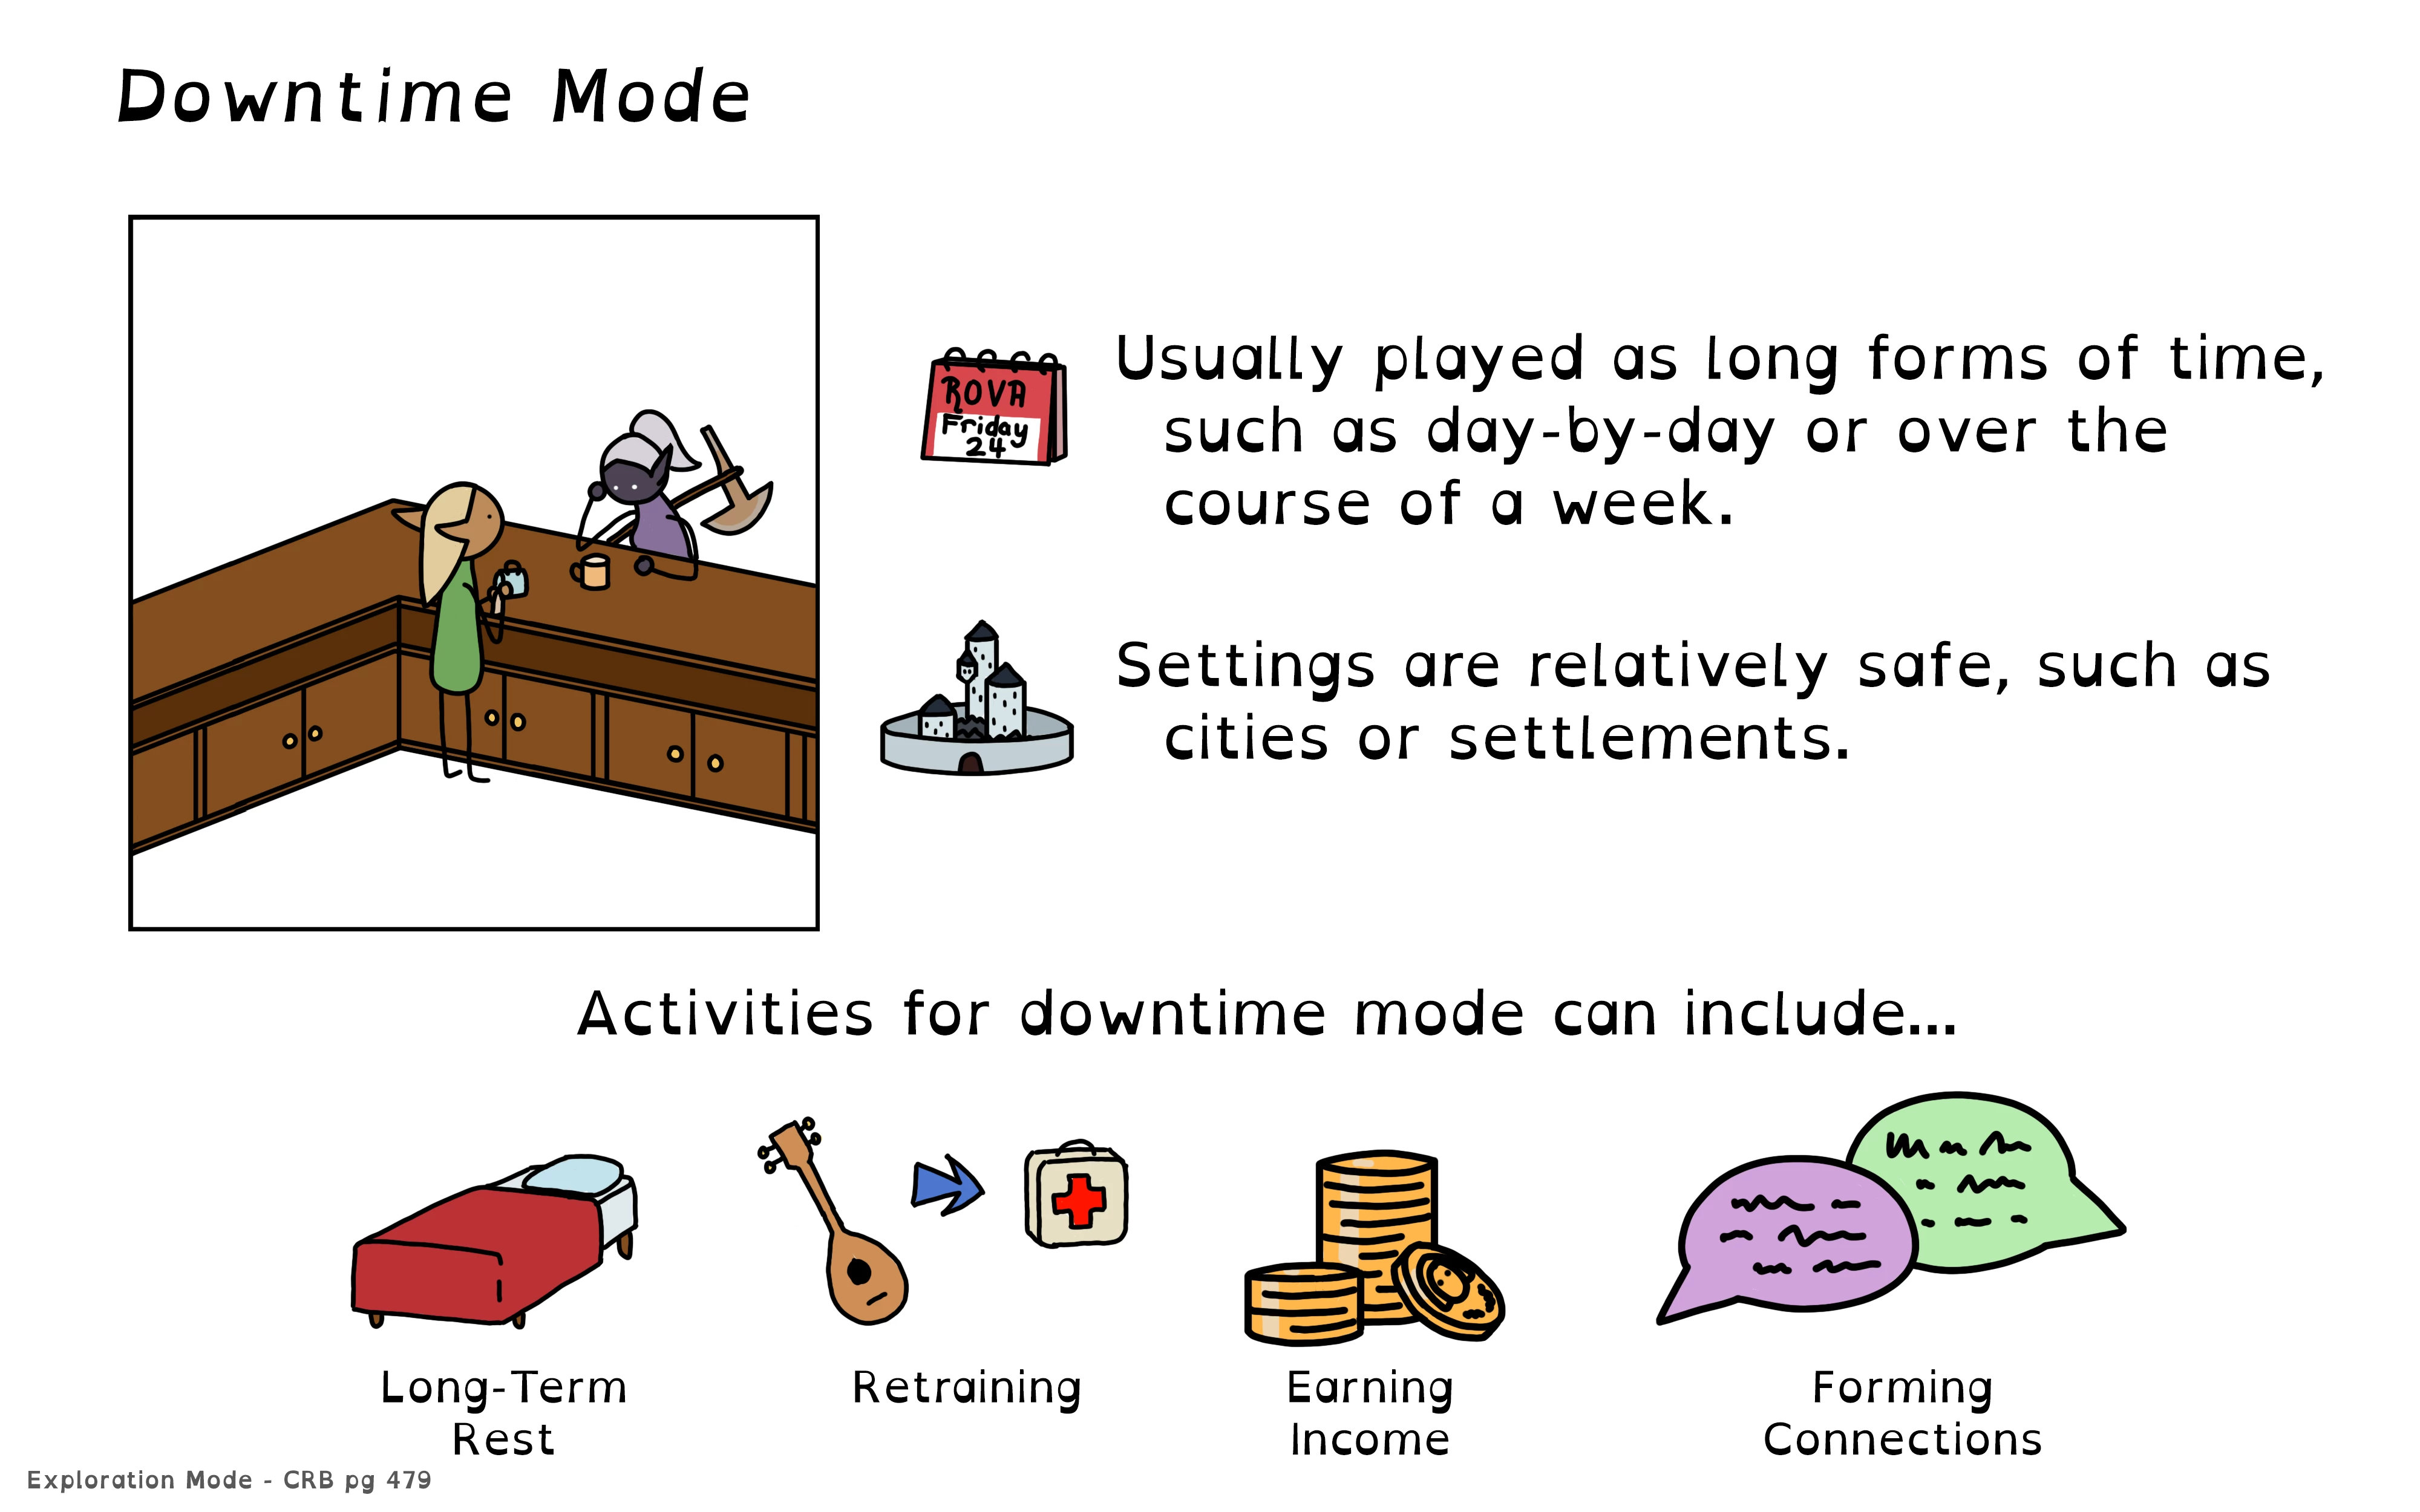 Downtime Mode
ROVA
Friday
24
Usually played as long forms of time,
such as day-by-day or over the
course of a week.
Settings are relatively safe, such as
cities or settlements.
Activities for downtime mode can include...
Long-Term
Rest
Retraining
Earning
Income
Forming
Connections
Exploration Mode - CRB pg 479